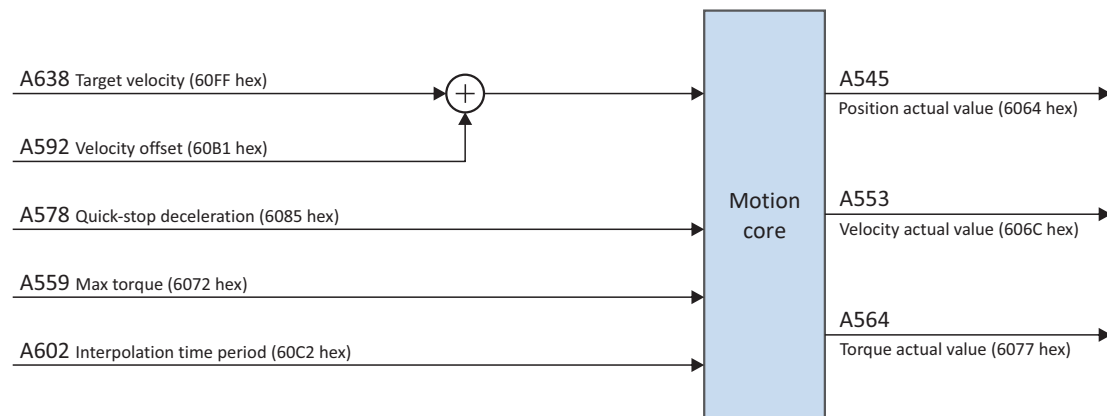 A638 Target velocity (60FF hex)
A592 Velocity offset (60B1 hex)
A578 Quick-stop deceleration (6085 hex)
A559 Max torque (6072 hex)
A602 Interpolation time period (60C2 hex)
+
Motion
core
A545
Position actual value (6064 hex)
A553
Velocity actual value (606C hex)
A564
Torque actual value (6077 hex)